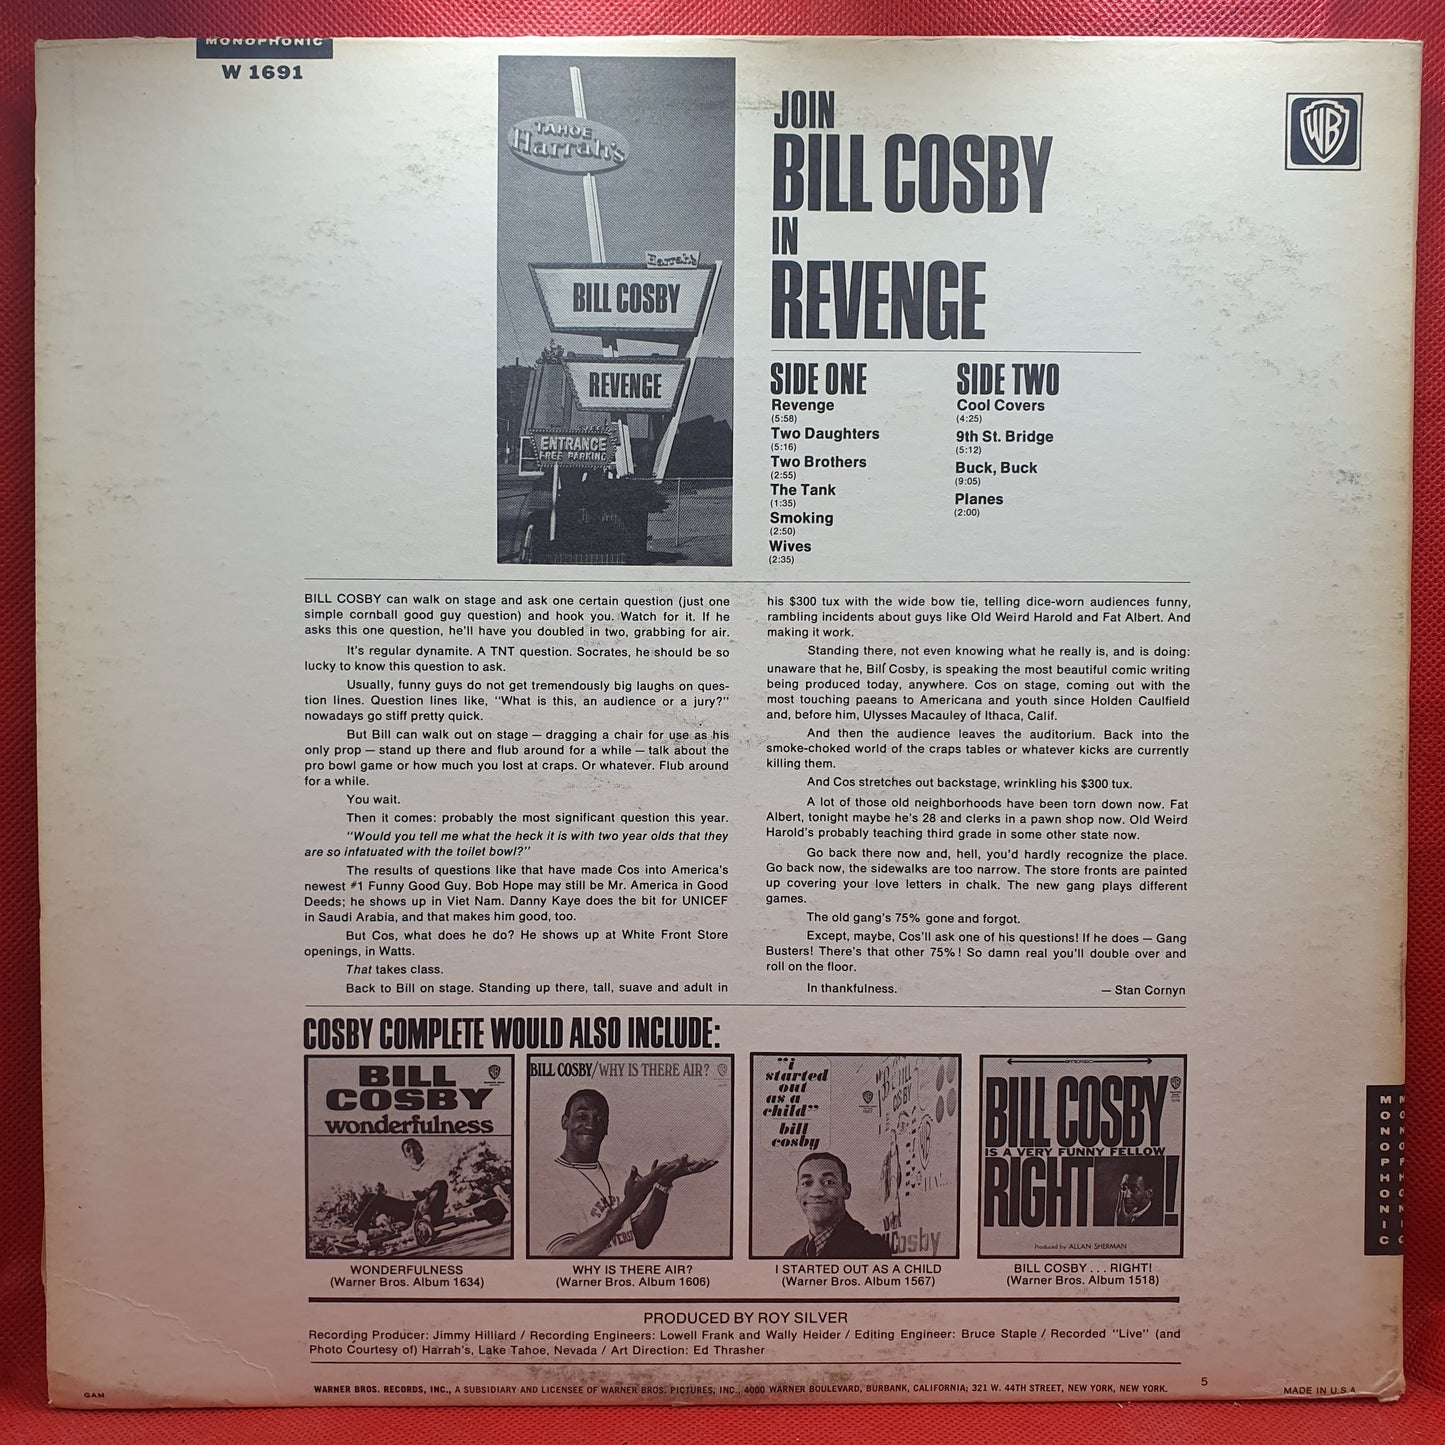 MONOPHONIC
W 1691
TAHOE
Harrah's
Harrah's
BILL COSBY
REVENGE
ENTRANCE
FREE PARKING
JOIN
BILL COSBY
IN
REVENGE
WB
SIDE ONE
Revenge
(5:58)
Two Daughters
(5:16)
Two Brothers
(2:55)
The Tank
(1:35)
Smoking
(2:50)
Wives
(2:35)
SIDE TWO
Cool Covers
(4:25)
9th St. Bridge
(5:12)
Buck, Buck
(9:05)
Planes
(2:00)
BILL COSBY can walk on stage and ask one certain question (just one
simple cornball good guy question) and hook you. Watch for it. If he
asks this one question, he'll have you doubled in two, grabbing for air.
It's regular dynamite. A TNT question. Socrates, he should be so
lucky to know this question to ask.
Usually, funny guys do not get tremendously big laughs on ques-
tion lines. Question lines like, "What is this, an audience or a jury?"
nowadays go stiff pretty quick.
But Bill can walk out on stage — dragging a chair for use as his
only prop — stand up there and flub around for a while — talk about the
pro bowl game or how much you lost at craps. Or whatever. Flub around
for a while.
You wait.
Then it comes: probably the most significant question this year.
"Would you tell me what the heck it is with two year olds that they
are so infatuated with the toilet bowl?"
The results of questions like that have made Cos into America's
newest #1 Funny Good Guy. Bob Hope may still be Mr. America in Good
Deeds; he shows up in Viet Nam. Danny Kaye does the bit for UNICEF
in Saudi Arabia, and that makes him good, too.
But Cos, what does he do? He shows up at White Front Store
openings, in Watts.
That takes class.
Back to Bill on stage. Standing up there, tall, suave and adult in
his $300 tux with the wide bow tie, telling dice-worn audiences funny,
rambling incidents about guys like Old Weird Harold and Fat Albert. And
making it work.
Standing there, not even knowing what he really is, and is doing:
unaware that he, Bill Cosby, is speaking the most beautiful comic writing
being produced today, anywhere. Cos on stage, coming out with the
most touching paeans to Americana and youth since Holden Caulfield
and, before him, Ulysses Macauley of Ithaca, Calif.
And then the audience leaves the auditorium. Back into the
smoke-choked world of the craps tables or whatever kicks are currently
killing them.
And Cos stretches out backstage, wrinkling his $300 tux.
A lot of those old neighborhoods have been torn down now. Fat
Albert, tonight maybe he's 28 and clerks in a pawn shop now. Old Weird
Harold's probably teaching third grade in some other state now.
Go back there now and, hell, you'd hardly recognize the place.
Go back now, the sidewalks are too narrow. The store fronts are painted
up covering your love letters in chalk. The new gang plays different
games.
The old gang's 75% gone and forgot.
Except, maybe, Cos'll ask one of his questions! If he does — Gang
Busters! There's that other 75%! So damn real you'll double over and
roll on the floor.
In thankfulness.
— Stan Cornyn
COSBY COMPLETE WOULD ALSO INCLUDE:
BILL
COSBY
wonderfulness
BILL COSBY/WHY IS THERE AIR?
TEMPLE
"i
started
out
as a
child"
bill
cosby
WB
STEREO
BILL COSBY
IS A VERY FUNNY FELLOW
RIGHT!
Produced by ALLAN SHERMAN
WONDERFULNESS
(Warner Bros. Album 1634)
WHY IS THERE AIR?
(Warner Bros. Album 1606)
I STARTED OUT AS A CHILD
(Warner Bros. Album 1567)
BILL COSBY . . . RIGHT!
(Warner Bros. Album 1518)
MONOPHONIC
MONOPHONIC
PRODUCED BY ROY SILVER
Recording Producer: Jimmy Hilliard / Recording Engineers: Lowell Frank and Wally Heider / Editing Engineer: Bruce Staple / Recorded "Live" (and
Photo Courtesy of) Harrah's, Lake Tahoe, Nevada / Art Direction: Ed Thrasher
WARNER BROS. RECORDS, INC., A SUBSIDIARY AND LICENSEE OF WARNER BROS. PICTURES, INC., 4000 WARNER BOULEVARD, BURBANK, CALIFORNIA; 321 W. 44TH STREET, NEW YORK, NEW YORK.
5
GAM
MADE IN U.S.A.